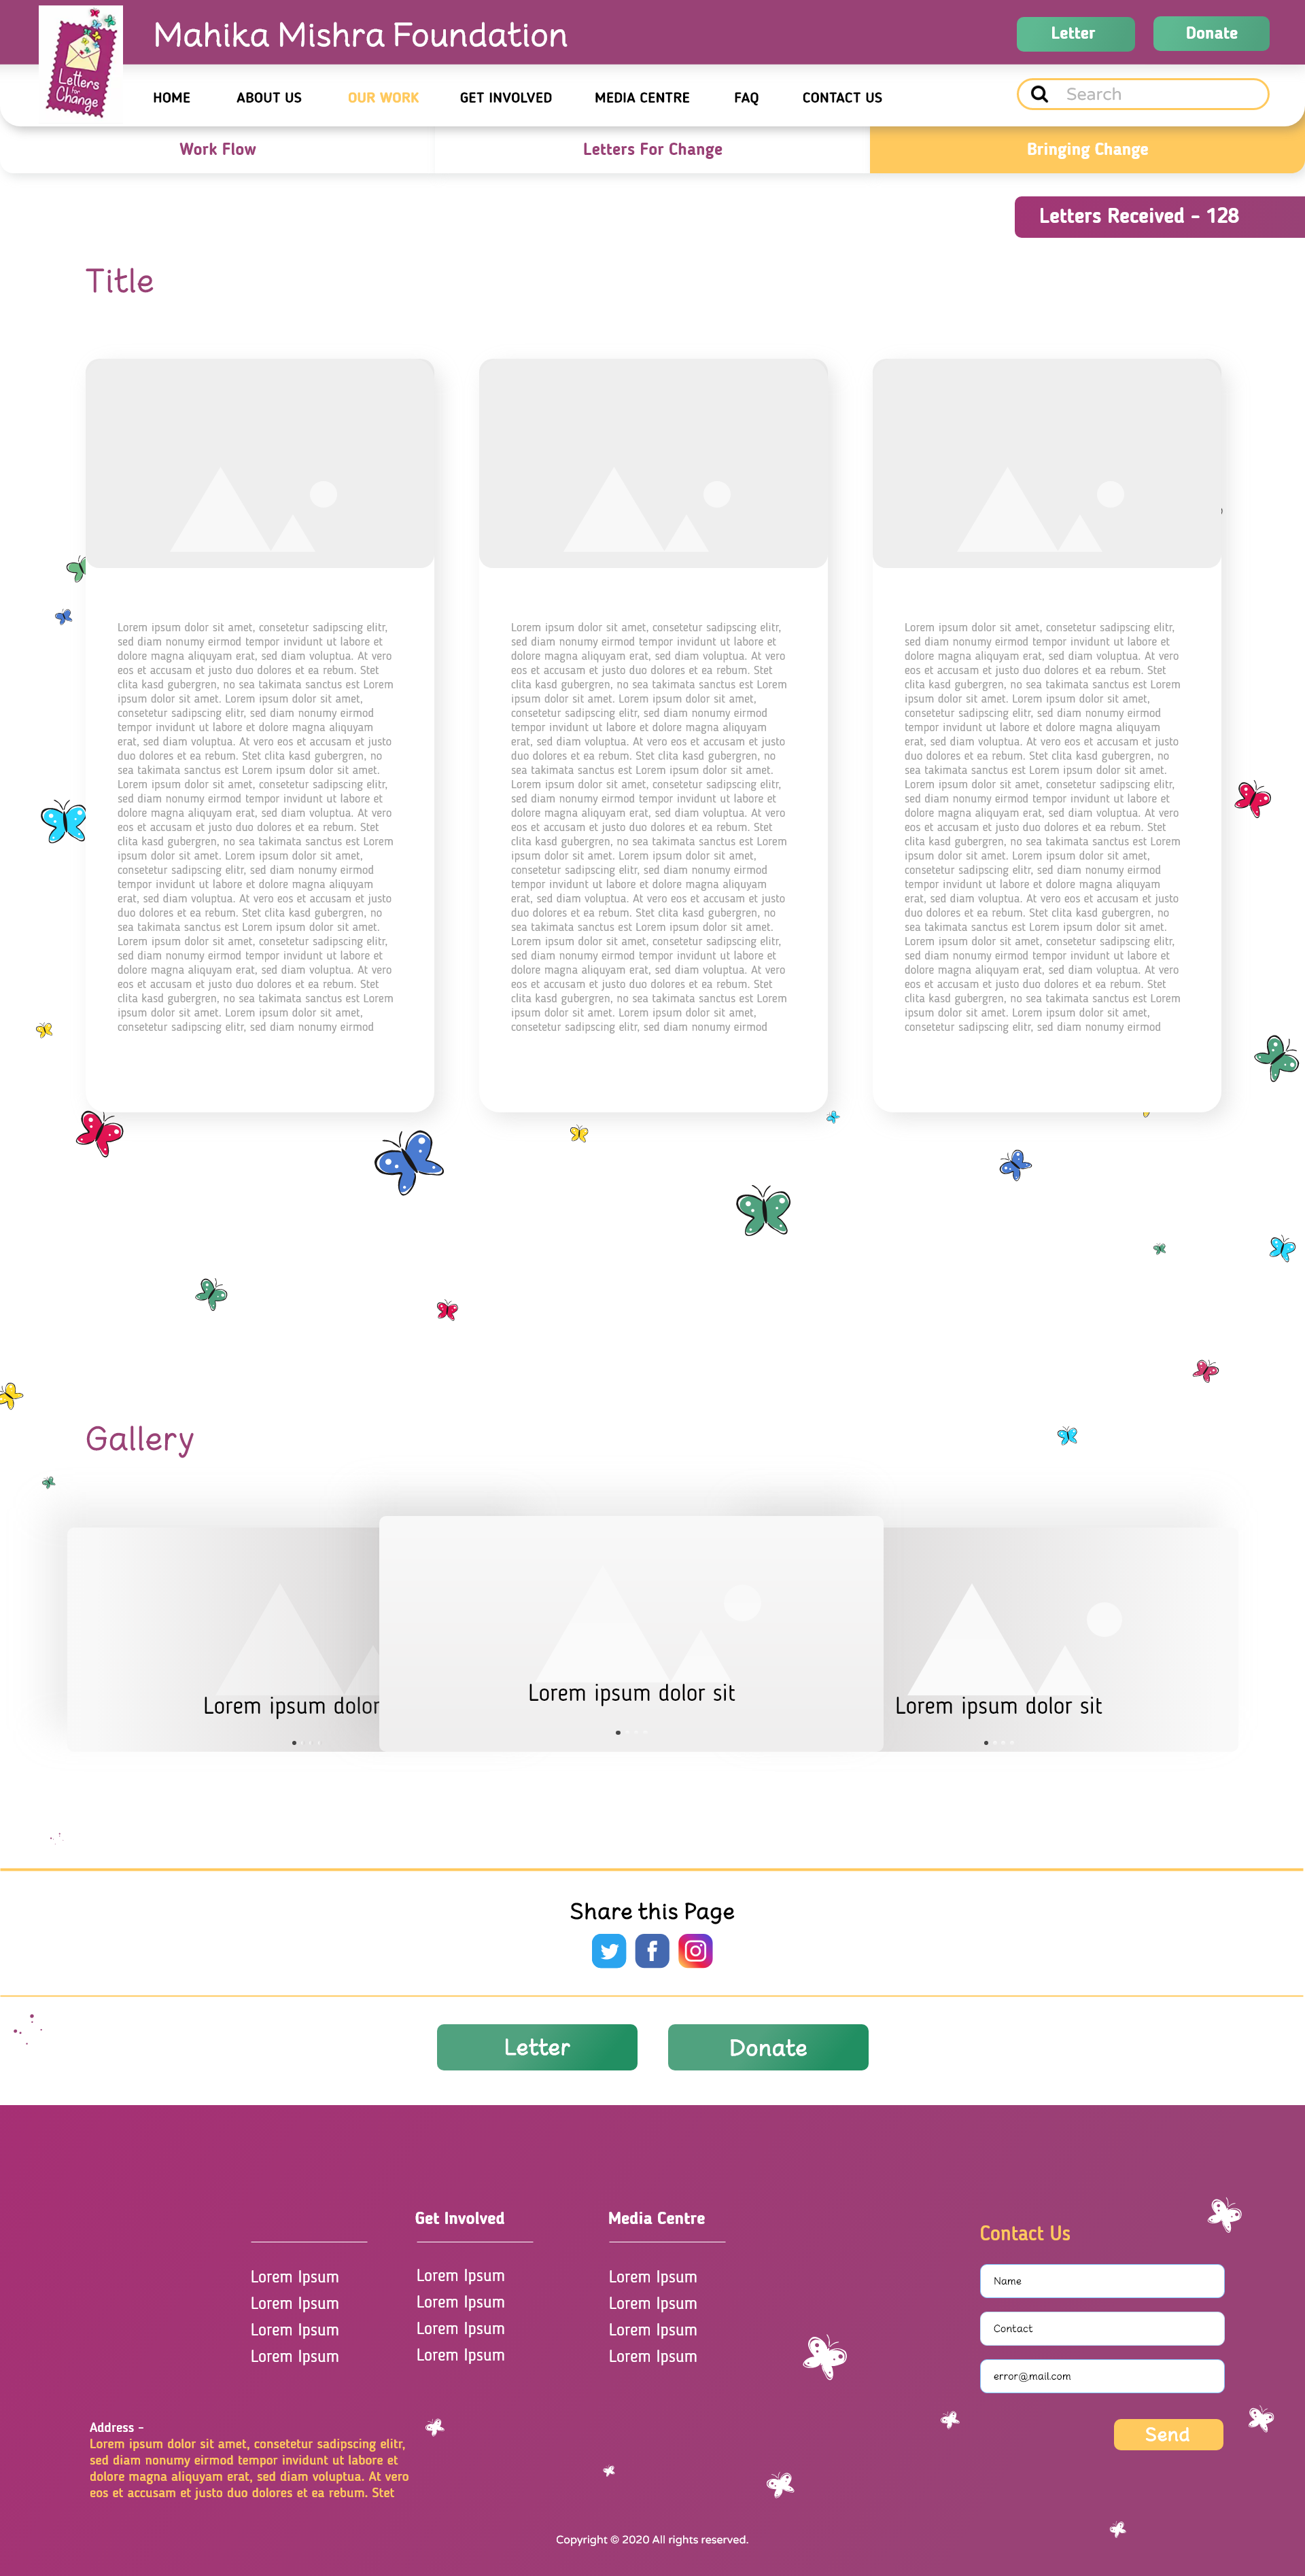 Mahika Mishra Foundation
Letter
Donate
Letters
for
Change
HOME
ABOUT US
OUR WORK
GET INVOLVED
MEDIA CENTRE
FAQ
CONTACT US
Search
Work Flow
Letters For Change
Bringing Change
Letters Received - 128
Title
Lorem ipsum dolor sit amet, consetetur sadipscing elitr,
sed diam nonumy eirmod tempor invidunt ut labore et
dolore magna aliquyam erat, sed diam voluptua. At vero
eos et accusam et justo duo dolores et ea rebum. Stet
clita kasd gubergren, no sea takimata sanctus est Lorem
ipsum dolor sit amet. Lorem ipsum dolor sit amet,
consetetur sadipscing elitr, sed diam nonumy eirmod
tempor invidunt ut labore et dolore magna aliquyam
erat, sed diam voluptua. At vero eos et accusam et justo
duo dolores et ea rebum. Stet clita kasd gubergren, no
sea takimata sanctus est Lorem ipsum dolor sit amet.
Lorem ipsum dolor sit amet, consetetur sadipscing elitr,
sed diam nonumy eirmod tempor invidunt ut labore et
dolore magna aliquyam erat, sed diam voluptua. At vero
eos et accusam et justo duo dolores et ea rebum. Stet
clita kasd gubergren, no sea takimata sanctus est Lorem
ipsum dolor sit amet. Lorem ipsum dolor sit amet,
consetetur sadipscing elitr, sed diam nonumy eirmod
tempor invidunt ut labore et dolore magna aliquyam
erat, sed diam voluptua. At vero eos et accusam et justo
duo dolores et ea rebum. Stet clita kasd gubergren, no
sea takimata sanctus est Lorem ipsum dolor sit amet.
Lorem ipsum dolor sit amet, consetetur sadipscing elitr,
sed diam nonumy eirmod tempor invidunt ut labore et
dolore magna aliquyam erat, sed diam voluptua. At vero
eos et accusam et justo duo dolores et ea rebum. Stet
clita kasd gubergren, no sea takimata sanctus est Lorem
ipsum dolor sit amet. Lorem ipsum dolor sit amet,
consetetur sadipscing elitr, sed diam nonumy eirmod
Lorem ipsum dolor sit amet, consetetur sadipscing elitr,
sed diam nonumy eirmod tempor invidunt ut labore et
dolore magna aliquyam erat, sed diam voluptua. At vero
eos et accusam et justo duo dolores et ea rebum. Stet
clita kasd gubergren, no sea takimata sanctus est Lorem
ipsum dolor sit amet. Lorem ipsum dolor sit amet,
consetetur sadipscing elitr, sed diam nonumy eirmod
tempor invidunt ut labore et dolore magna aliquyam
erat, sed diam voluptua. At vero eos et accusam et justo
duo dolores et ea rebum. Stet clita kasd gubergren, no
sea takimata sanctus est Lorem ipsum dolor sit amet.
Lorem ipsum dolor sit amet, consetetur sadipscing elitr,
sed diam nonumy eirmod tempor invidunt ut labore et
dolore magna aliquyam erat, sed diam voluptua. At vero
eos et accusam et justo duo dolores et ea rebum. Stet
clita kasd gubergren, no sea takimata sanctus est Lorem
ipsum dolor sit amet. Lorem ipsum dolor sit amet,
consetetur sadipscing elitr, sed diam nonumy eirmod
tempor invidunt ut labore et dolore magna aliquyam
erat, sed diam voluptua. At vero eos et accusam et justo
duo dolores et ea rebum. Stet clita kasd gubergren, no
sea takimata sanctus est Lorem ipsum dolor sit amet.
Lorem ipsum dolor sit amet, consetetur sadipscing elitr,
sed diam nonumy eirmod tempor invidunt ut labore et
dolore magna aliquyam erat, sed diam voluptua. At vero
eos et accusam et justo duo dolores et ea rebum. Stet
clita kasd gubergren, no sea takimata sanctus est Lorem
ipsum dolor sit amet. Lorem ipsum dolor sit amet,
consetetur sadipscing elitr, sed diam nonumy eirmod
Lorem ipsum dolor sit amet, consetetur sadipscing elitr,
sed diam nonumy eirmod tempor invidunt ut labore et
dolore magna aliquyam erat, sed diam voluptua. At vero
eos et accusam et justo duo dolores et ea rebum. Stet
clita kasd gubergren, no sea takimata sanctus est Lorem
ipsum dolor sit amet. Lorem ipsum dolor sit amet,
consetetur sadipscing elitr, sed diam nonumy eirmod
tempor invidunt ut labore et dolore magna aliquyam
erat, sed diam voluptua. At vero eos et accusam et justo
duo dolores et ea rebum. Stet clita kasd gubergren, no
sea takimata sanctus est Lorem ipsum dolor sit amet.
Lorem ipsum dolor sit amet, consetetur sadipscing elitr,
sed diam nonumy eirmod tempor invidunt ut labore et
dolore magna aliquyam erat, sed diam voluptua. At vero
eos et accusam et justo duo dolores et ea rebum. Stet
clita kasd gubergren, no sea takimata sanctus est Lorem
ipsum dolor sit amet. Lorem ipsum dolor sit amet,
consetetur sadipscing elitr, sed diam nonumy eirmod
tempor invidunt ut labore et dolore magna aliquyam
erat, sed diam voluptua. At vero eos et accusam et justo
duo dolores et ea rebum. Stet clita kasd gubergren, no
sea takimata sanctus est Lorem ipsum dolor sit amet.
Lorem ipsum dolor sit amet, consetetur sadipscing elitr,
sed diam nonumy eirmod tempor invidunt ut labore et
dolore magna aliquyam erat, sed diam voluptua. At vero
eos et accusam et justo duo dolores et ea rebum. Stet
clita kasd gubergren, no sea takimata sanctus est Lorem
ipsum dolor sit amet. Lorem ipsum dolor sit amet,
consetetur sadipscing elitr, sed diam nonumy eirmod
Gallery
Lorem ipsum dolor
Lorem ipsum dolor sit
Lorem ipsum dolor sit
Share this Page
Letter
Donate
Lorem Ipsum
Lorem Ipsum
Lorem Ipsum
Lorem Ipsum
Get Involved
Lorem Ipsum
Lorem Ipsum
Lorem Ipsum
Lorem Ipsum
Media Centre
Lorem Ipsum
Lorem Ipsum
Lorem Ipsum
Lorem Ipsum
Contact Us
Name
Contact
error@mail.com
Send
Address -
Lorem ipsum dolor sit amet, consetetur sadipscing elitr,
sed diam nonumy eirmod tempor invidunt ut labore et
dolore magna aliquyam erat, sed diam voluptua. At vero
eos et accusam et justo duo dolores et ea rebum. Stet
Copyright © 2020 All rights reserved.